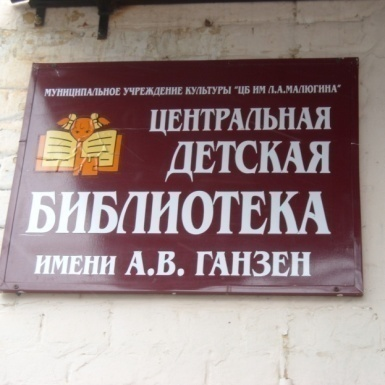 МУНИЦИПАЛЬНОЕ УЧРЕЖДЕНИЕ КУЛЬТУРЫ "ЦБ ИМ Л.А.МАЛЮГИНА"
ЦЕНТРАЛЬНАЯ
ДЕТСКАЯ
БИБЛИОТЕКА
ИМЕНИ А.В. ГАНЗЕН